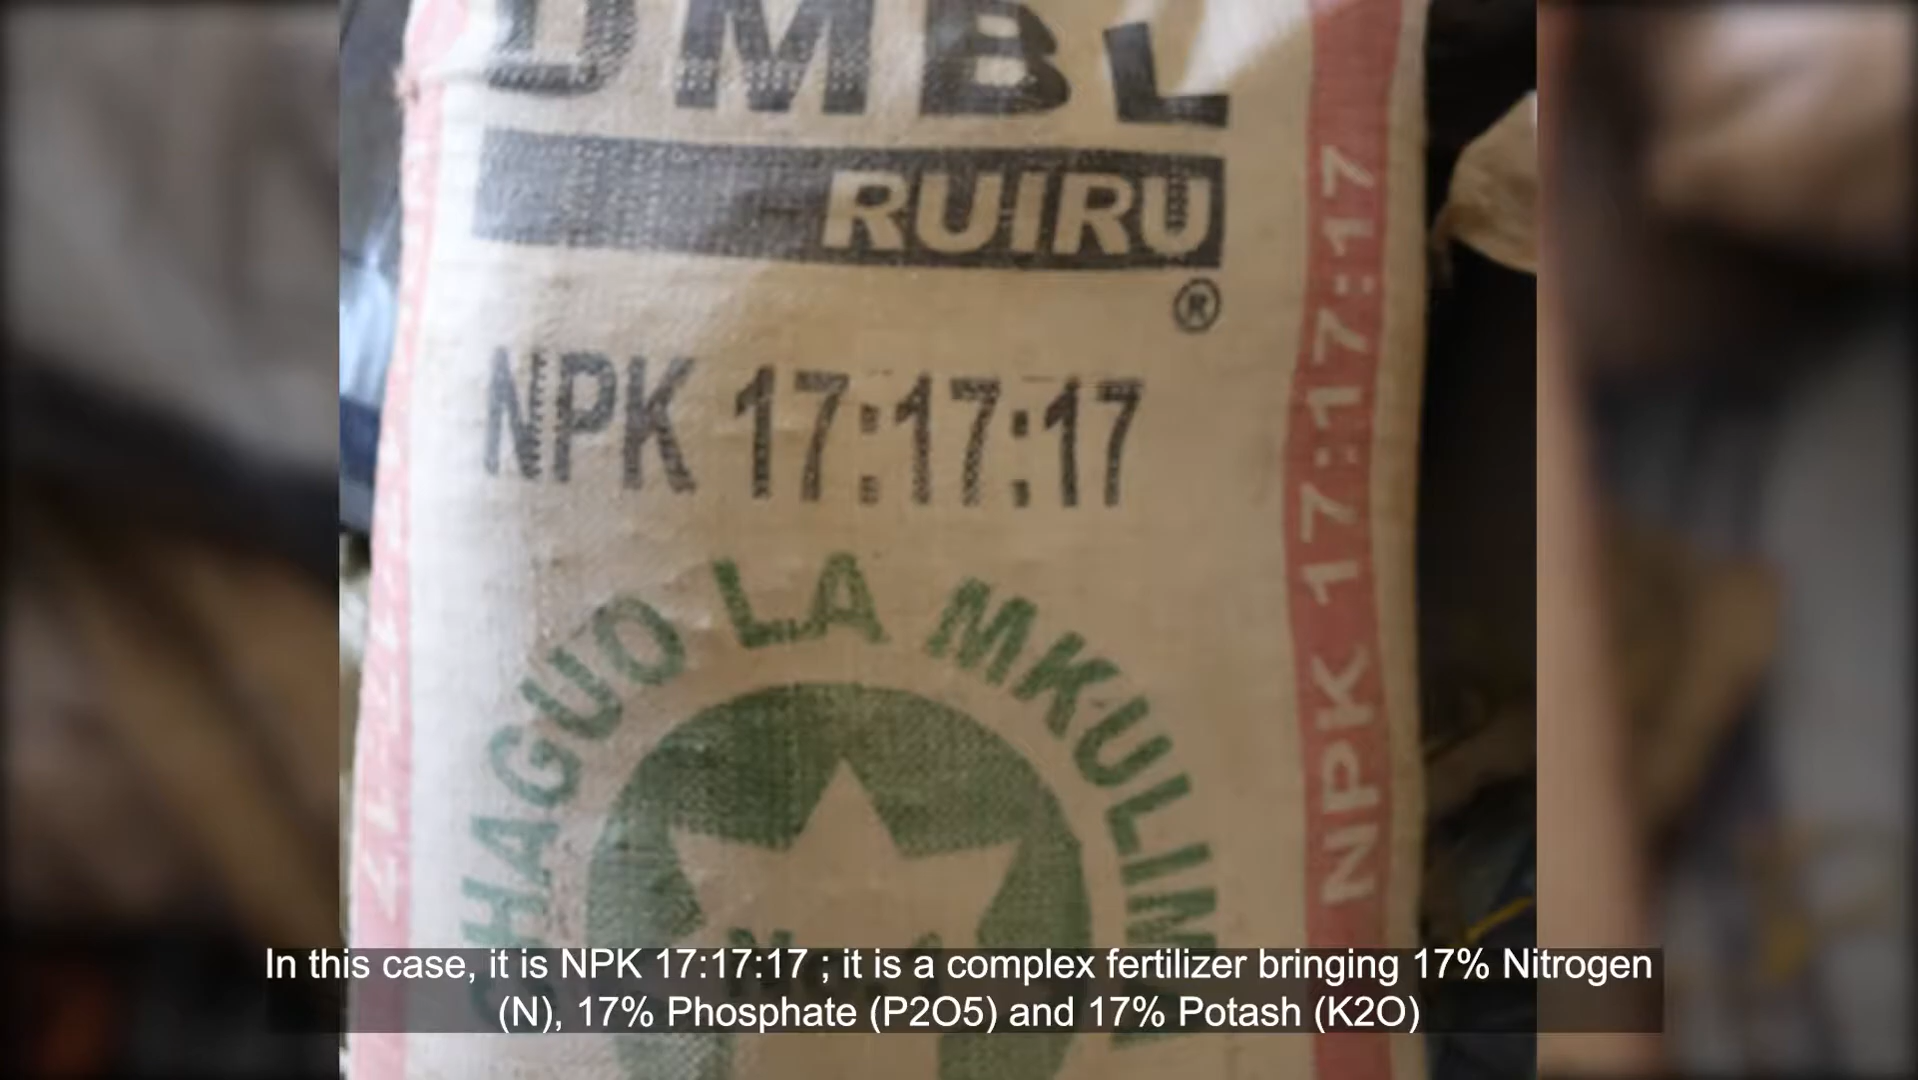 DMBL
RUIRU
®
NPK 17:17:17
CHAGUO LA MKULIMA
NPK 17:17:17
In this case, it is NPK 17:17:17 ; it is a complex fertilizer bringing 17% Nitrogen
(N), 17% Phosphate (P2O5) and 17% Potash (K2O)